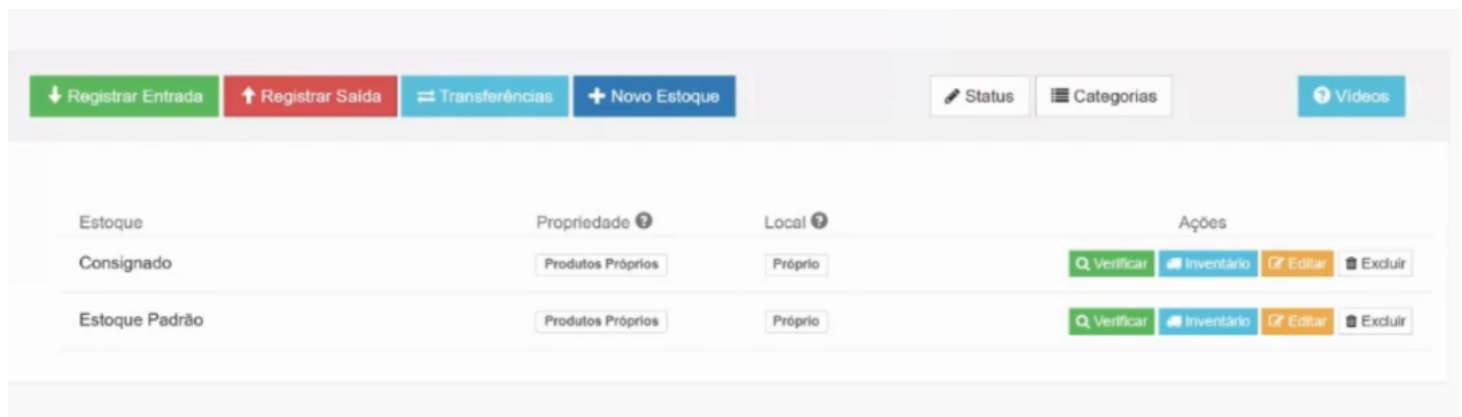 Registrar Entrada Registrar Saída Transferências Novo Estoque Status Categorias Vídeos
Estoque Propriedade Local Ações
Consignado Produtos Próprios Próprio Verificar Inventário Editar Excluir
Estoque Padrão Produtos Próprios Próprio Verificar Inventário Editar Excluir